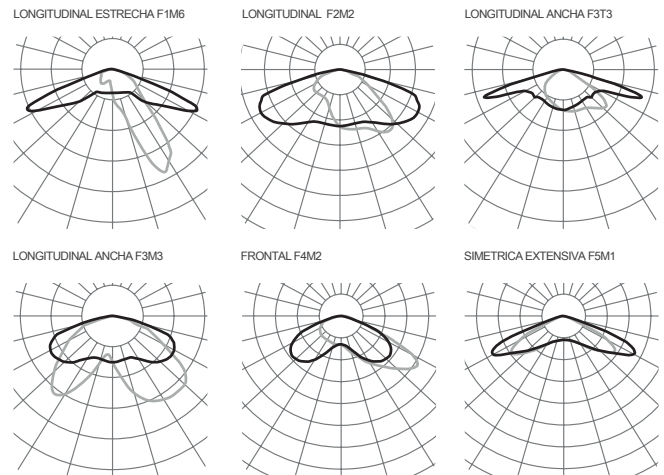 LONGITUDINAL ESTRECHA F1M6
LONGITUDINAL F2M2
LONGITUDINAL ANCHA F3T3
LONGITUDINAL ANCHA F3M3
FRONTAL F4M2
SIMETRICA EXTENSIVA F5M1